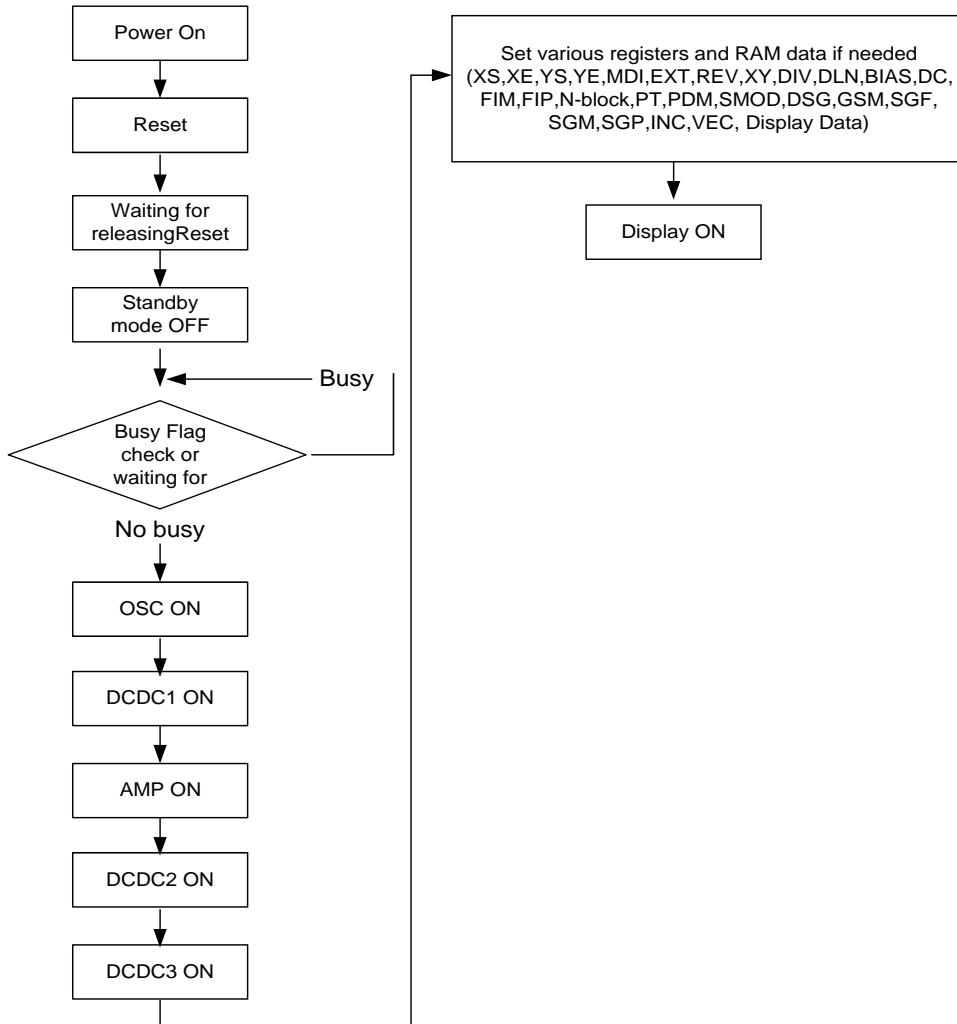 Power On
Reset
Waiting for
releasingReset
Standby
mode OFF
Busy
Busy Flag
check or
waiting for
No busy
OSC ON
DCDC1 ON
AMP ON
DCDC2 ON
DCDC3 ON
Set various registers and RAM data if needed
(XS,XE,YS,YE,MDI,EXT,REV,XY,DIV,DLN,BIAS,DC,
FIM,FIP,N-block,PT,PDM,SMOD,DSG,GSM,SGF,
SGM,SGP,INC,VEC, Display Data)
Display ON